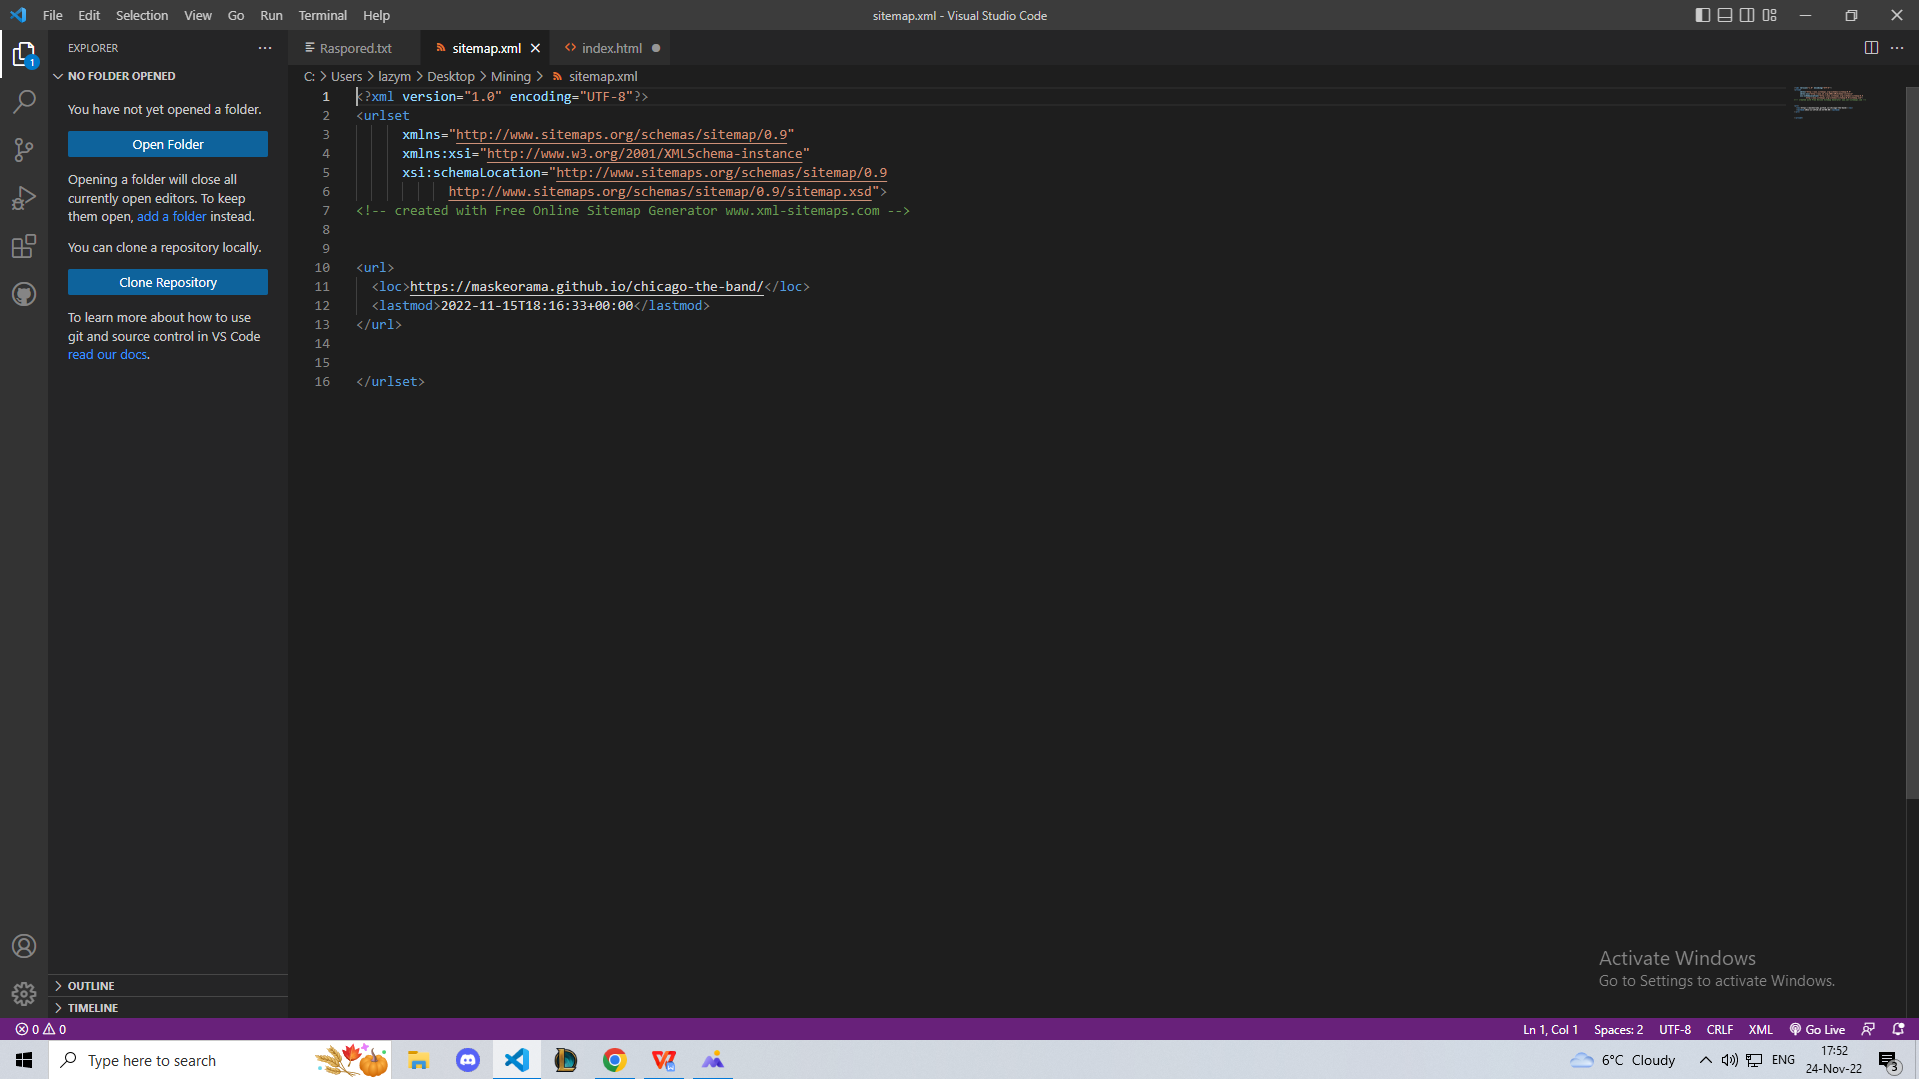 File Edit Selection View Go Run Terminal Help
sitemap.xml - Visual Studio Code
EXPLORER
Raspored.txt
sitemap.xml
index.html
1
NO FOLDER OPENED
You have not yet opened a folder.
Open Folder
Opening a folder will close all
currently open editors. To keep
them open, add a folder instead.
You can clone a repository locally.
Clone Repository
To learn more about how to use
git and source control in VS Code
read our docs.
OUTLINE
TIMELINE
C: > Users > lazym > Desktop > Mining > sitemap.xml
1 <?xml version="1.0" encoding="UTF-8"?>
2 <urlset
3 xmlns="http://www.sitemaps.org/schemas/sitemap/0.9"
4 xmlns:xsi="http://www.w3.org/2001/XMLSchema-instance"
5 xsi:schemaLocation="http://www.sitemaps.org/schemas/sitemap/0.9
6 http://www.sitemaps.org/schemas/sitemap/0.9/sitemap.xsd">
7 <!-- created with Free Online Sitemap Generator www.xml-sitemaps.com -->
8
9
10 <url>
11 <loc>https://maskeorama.github.io/chicago-the-band/</loc>
12 <lastmod>2022-11-15T18:16:33+00:00</lastmod>
13 </url>
14
15
16 </urlset>
Activate Windows
Go to Settings to activate Windows.
0 0
Ln 1, Col 1 Spaces: 2 UTF-8 CRLF XML Go Live
Type here to search
6°C Cloudy
ENG
17:52
24-Nov-22
3